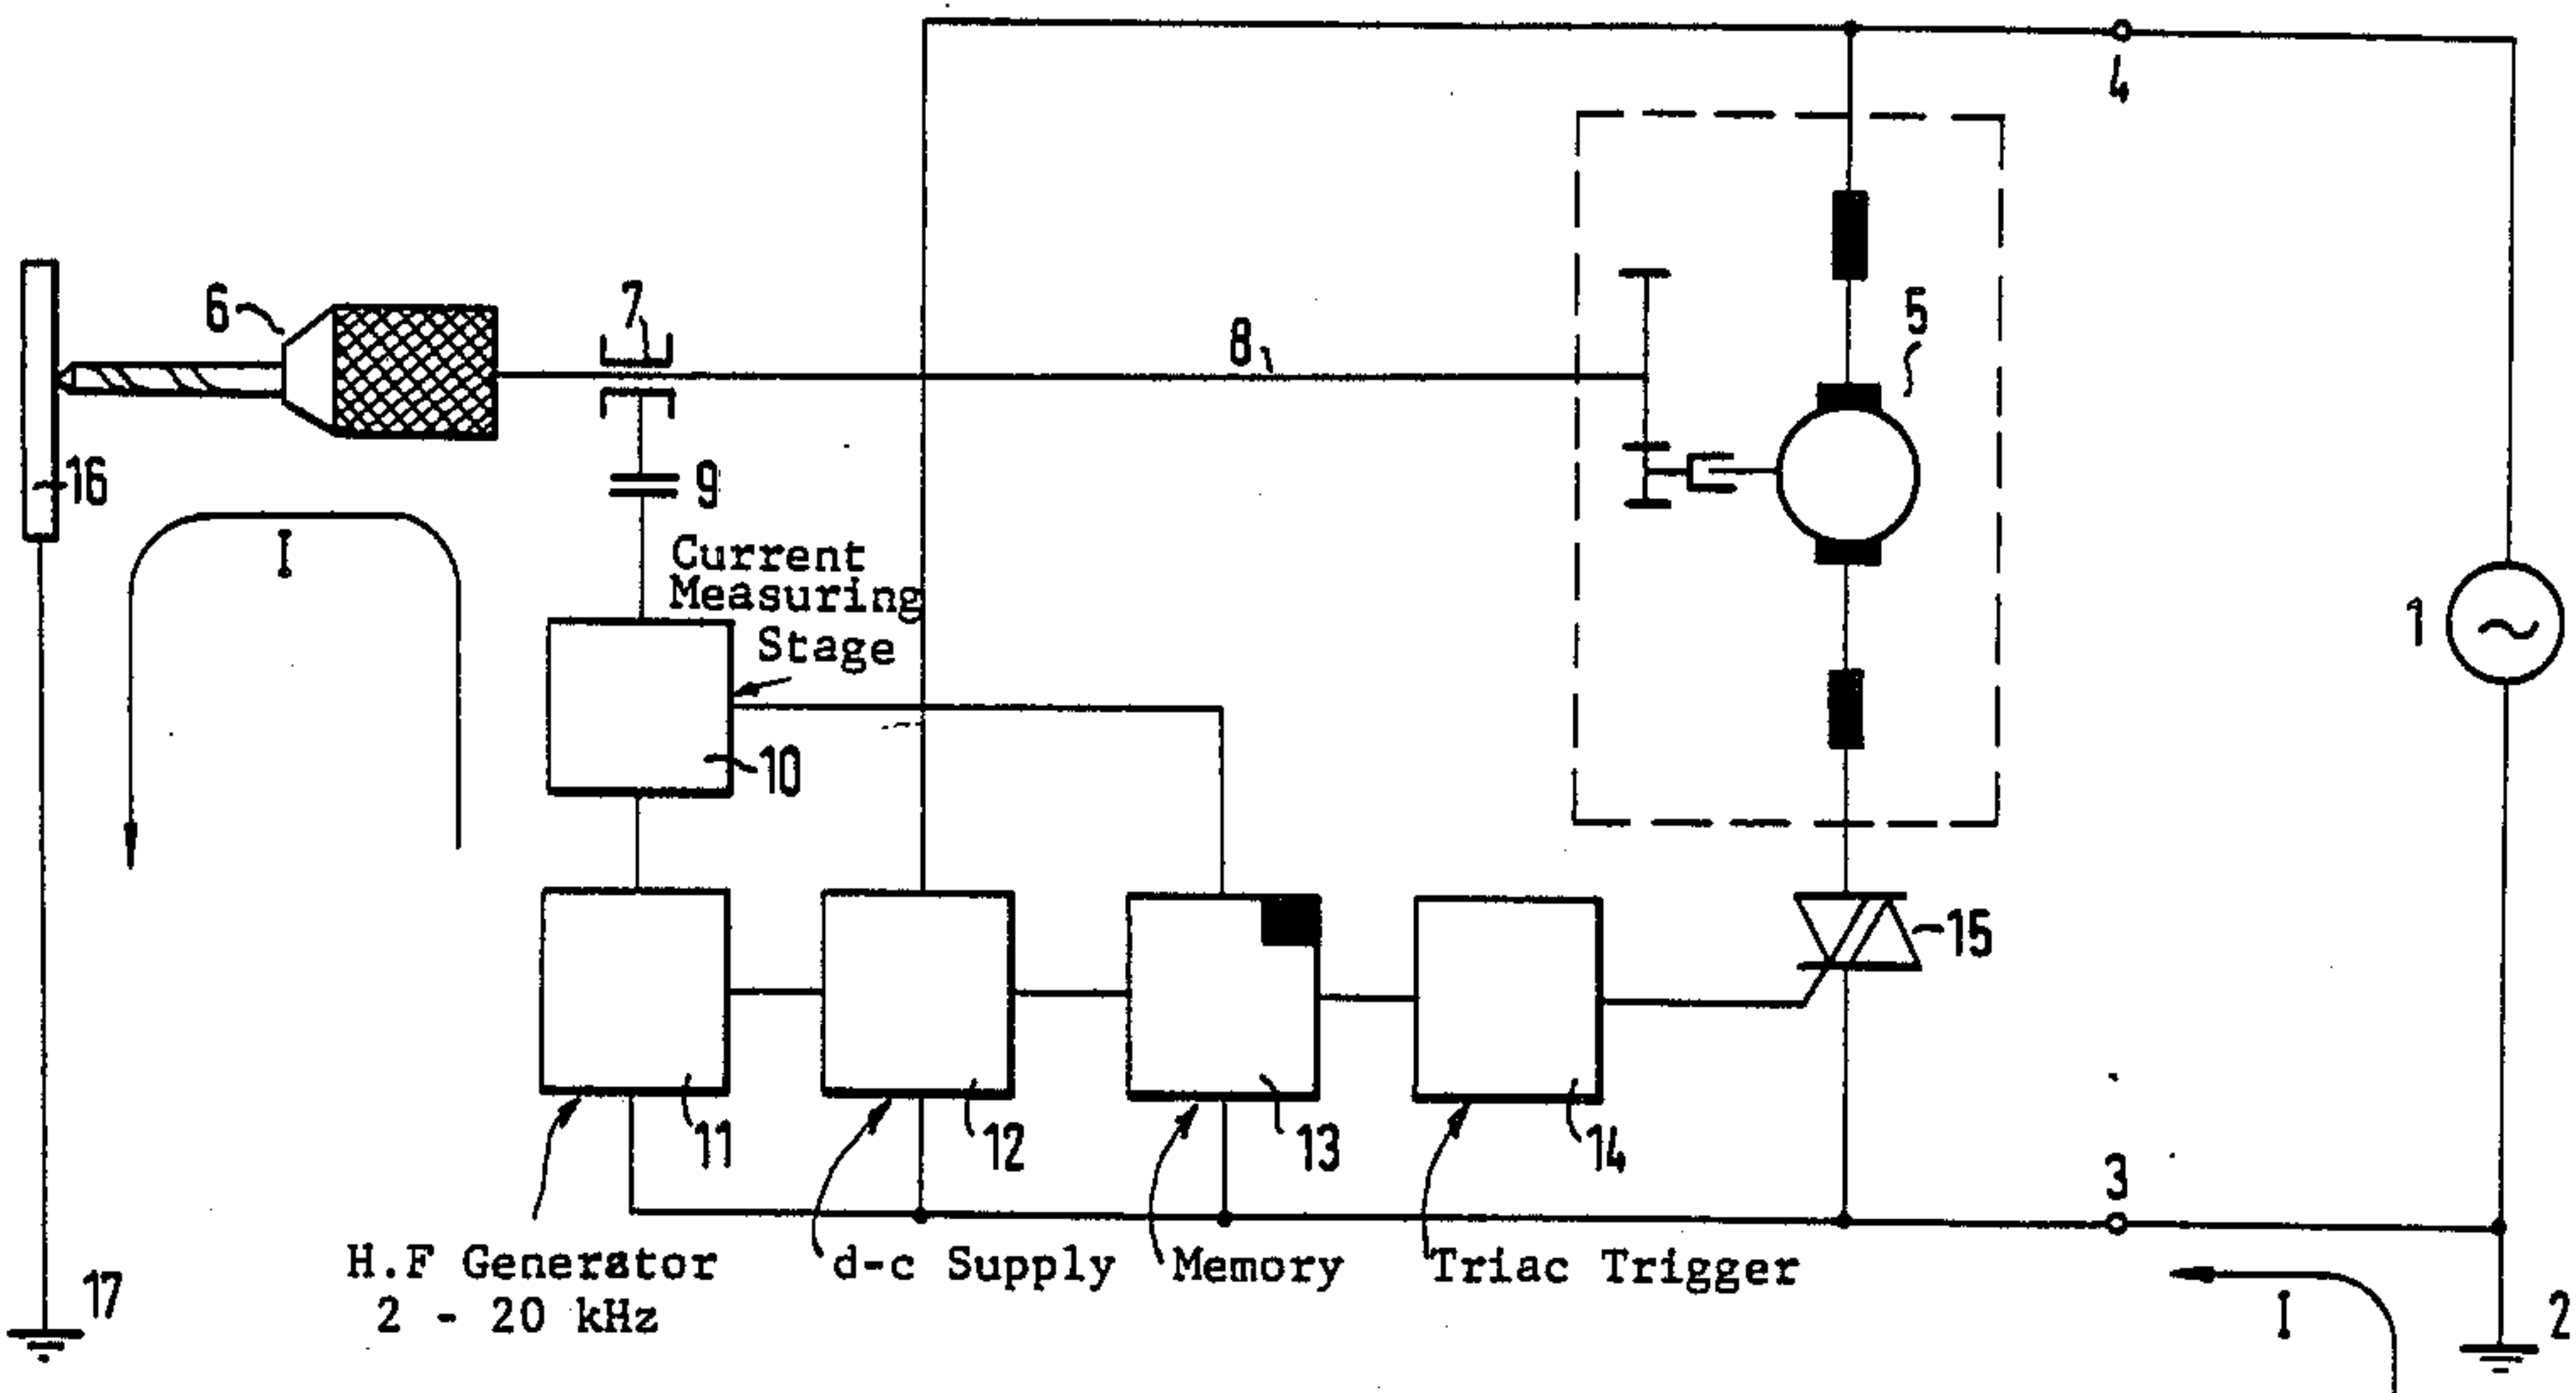 4
6
7
8
5
16
9
I
Current
Measuring
Stage
1
10
15
11
12
13
14
3
H.F Generator
2 - 20 kHz
d-c Supply
Memory
Triac Trigger
17
I
2